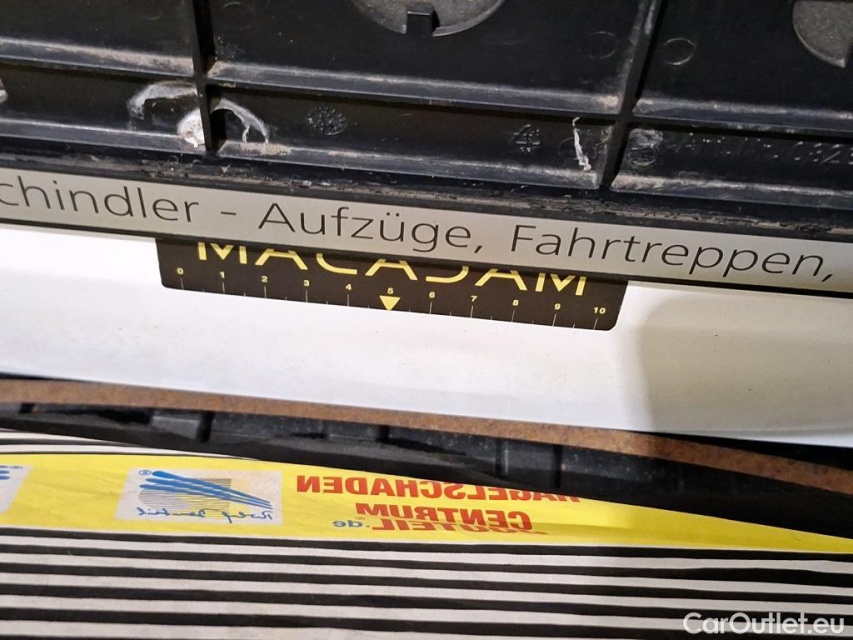 chindler - Aufzüge, Fahrtreppen,
MACADAM
0 1 2 3 4 5 6 7 8 9 10
HAGELSCHADEN
CENTRUM
.de
CarOutlet.eu